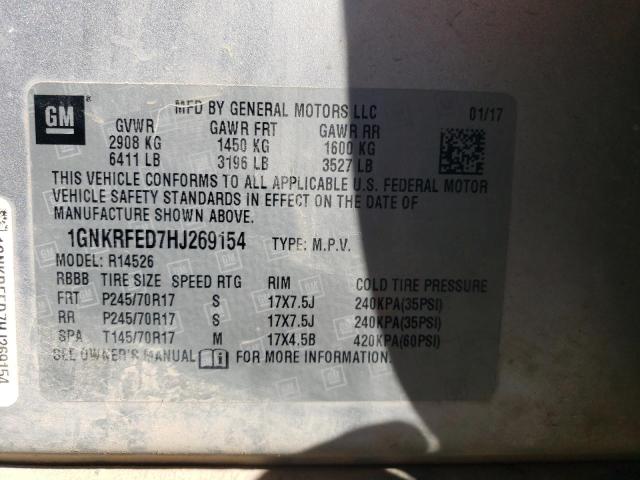 GM
MFD BY GENERAL MOTORS LLC 01/17
GVWR GAWR FRT GAWR RR
2908 KG 1450 KG 1600 KG
6411 LB 3196 LB 3527 LB
THIS VEHICLE CONFORMS TO ALL APPLICABLE U.S. FEDERAL MOTOR
VEHICLE SAFETY STANDARDS IN EFFECT ON THE DATE OF
MANUFACTURE SHOWN ABOVE.
1GNKRFED7HJ269154 TYPE: M.P.V.
MODEL: R14526
RBBB TIRE SIZE SPEED RTG RIM COLD TIRE PRESSURE
FRT P245/70R17 S 17X7.5J 240KPA(35PSI)
RR P245/70R17 S 17X7.5J 240KPA(35PSI)
SPA T145/70R17 M 17X4.5B 420KPA(60PSI)
SEE OWNER'S MANUAL FOR MORE INFORMATION
1GNKRFED7HJ269154